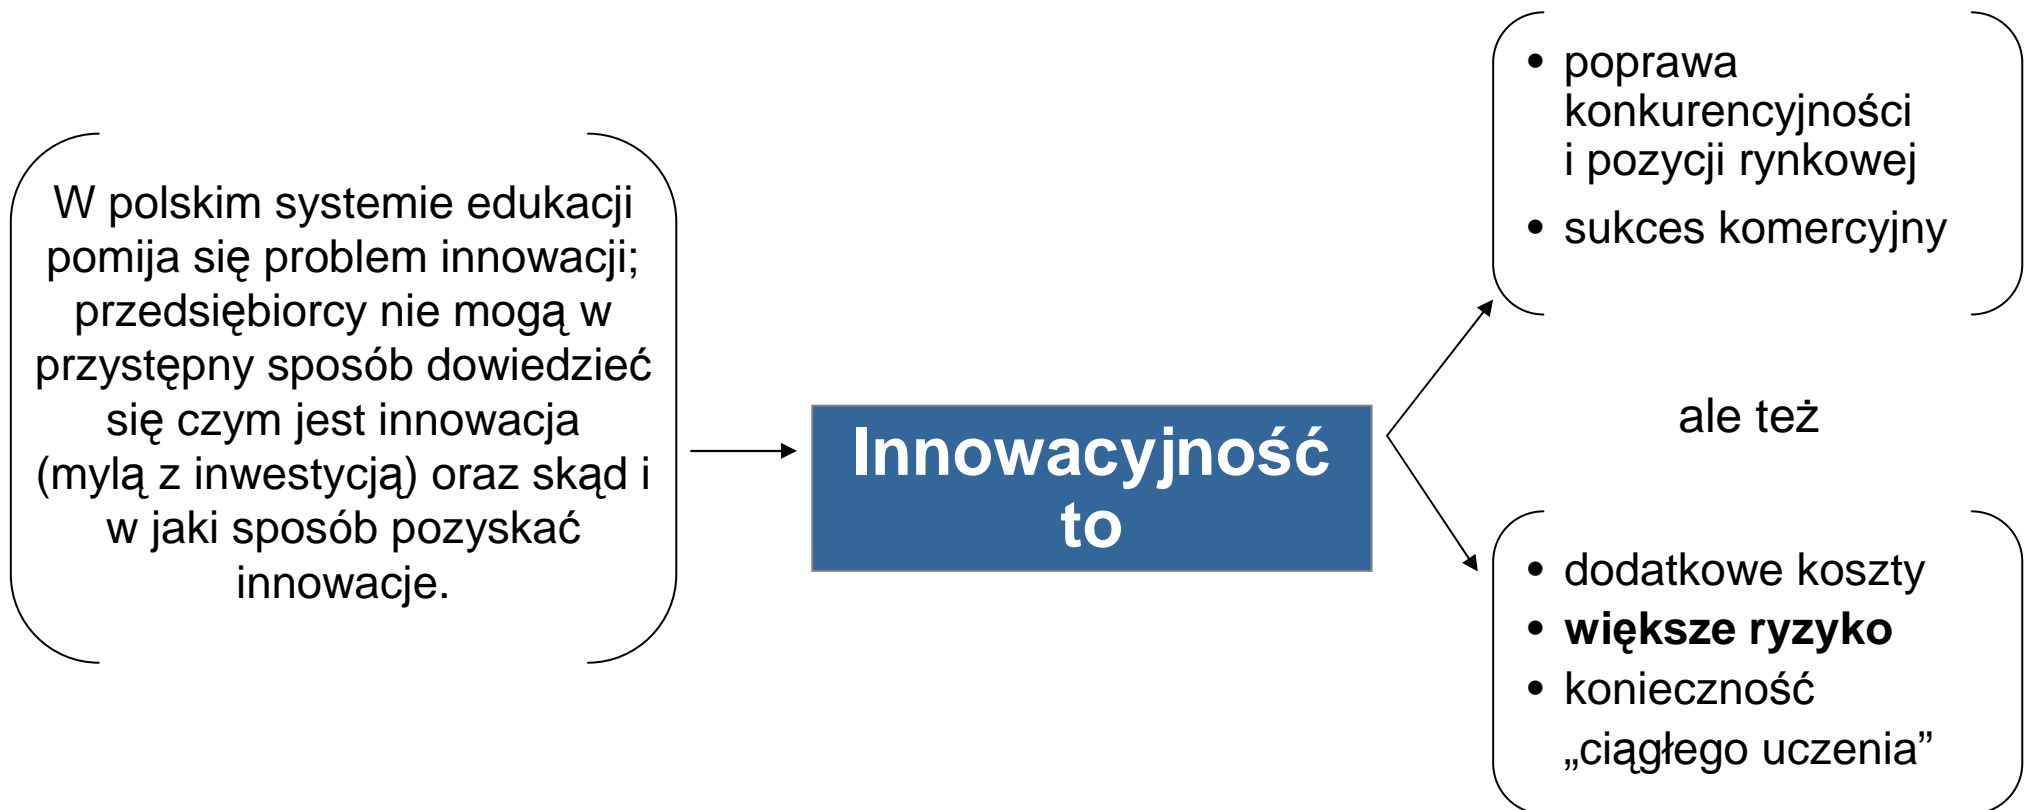 W polskim systemie edukacji
pomija się problem innowacji;
przedsiębiorcy nie mogą w
przystępny sposób dowiedzieć
się czym jest innowacja
(mylą z inwestycją) oraz skąd i
w jaki sposób pozyskać
innowacje.
Innowacyjność
to
• poprawa
konkurencyjności
i pozycji rynkowej
• sukces komercyjny
ale też
• dodatkowe koszty
• większe ryzyko
• konieczność
„ciągłego uczenia”